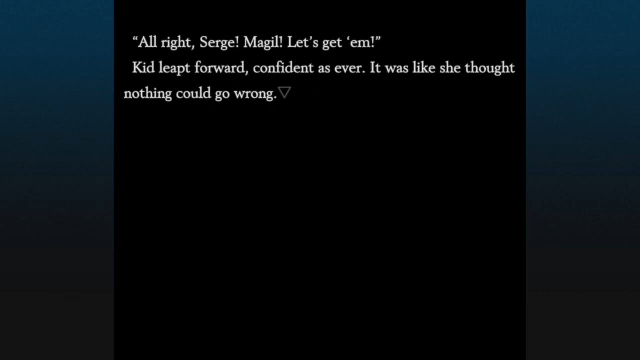 “All right, Serge! Magil! Let’s get ‘em!”
Kid leapt forward, confident as ever. It was like she thought
nothing could go wrong.▽